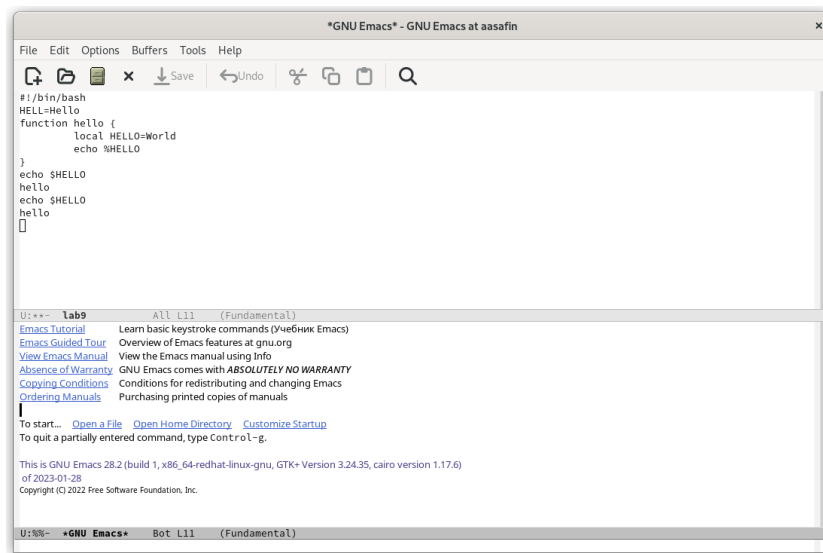 *GNU Emacs* - GNU Emacs at aasafin
File Edit Options Buffers Tools Help
Save Undo
#!/bin/bash
HELL=Hello
function hello {
local HELLO=World
echo %HELLO
}
echo $HELLO
hello
echo $HELLO
hello
U:**- lab9 All L11 (Fundamental)
Emacs Tutorial Learn basic keystroke commands (Учебник Emacs)
Emacs Guided Tour Overview of Emacs features at gnu.org
View Emacs Manual View the Emacs manual using Info
Absence of Warranty GNU Emacs comes with ABSOLUTELY NO WARRANTY
Copying Conditions Conditions for redistributing and changing Emacs
Ordering Manuals Purchasing printed copies of manuals
To start... Open a File Open Home Directory Customize Startup
To quit a partially entered command, type Control-g.
This is GNU Emacs 28.2 (build 1, x86_64-redhat-linux-gnu, GTK+ Version 3.24.35, cairo version 1.17.6)
of 2023-01-28
Copyright (C) 2022 Free Software Foundation, Inc.
U:%%- *GNU Emacs* Bot L11 (Fundamental)